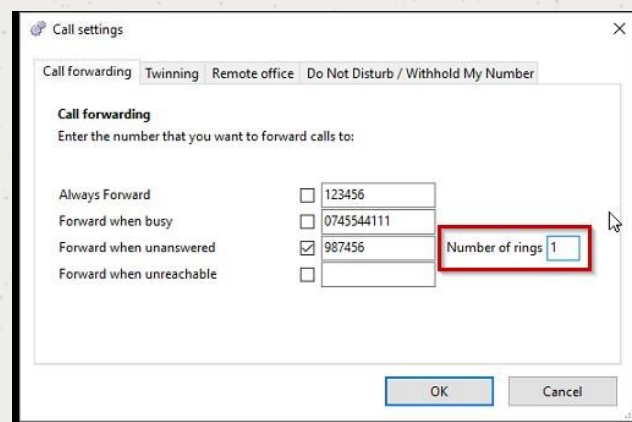 Call settings
Call forwarding Twinning Remote office Do Not Disturb / Withhold My Number
Call forwarding
Enter the number that you want to forward calls to:
Always Forward 123456
Forward when busy 0745544111
Forward when unanswered 987456 Number of rings 1
Forward when unreachable
OK Cancel